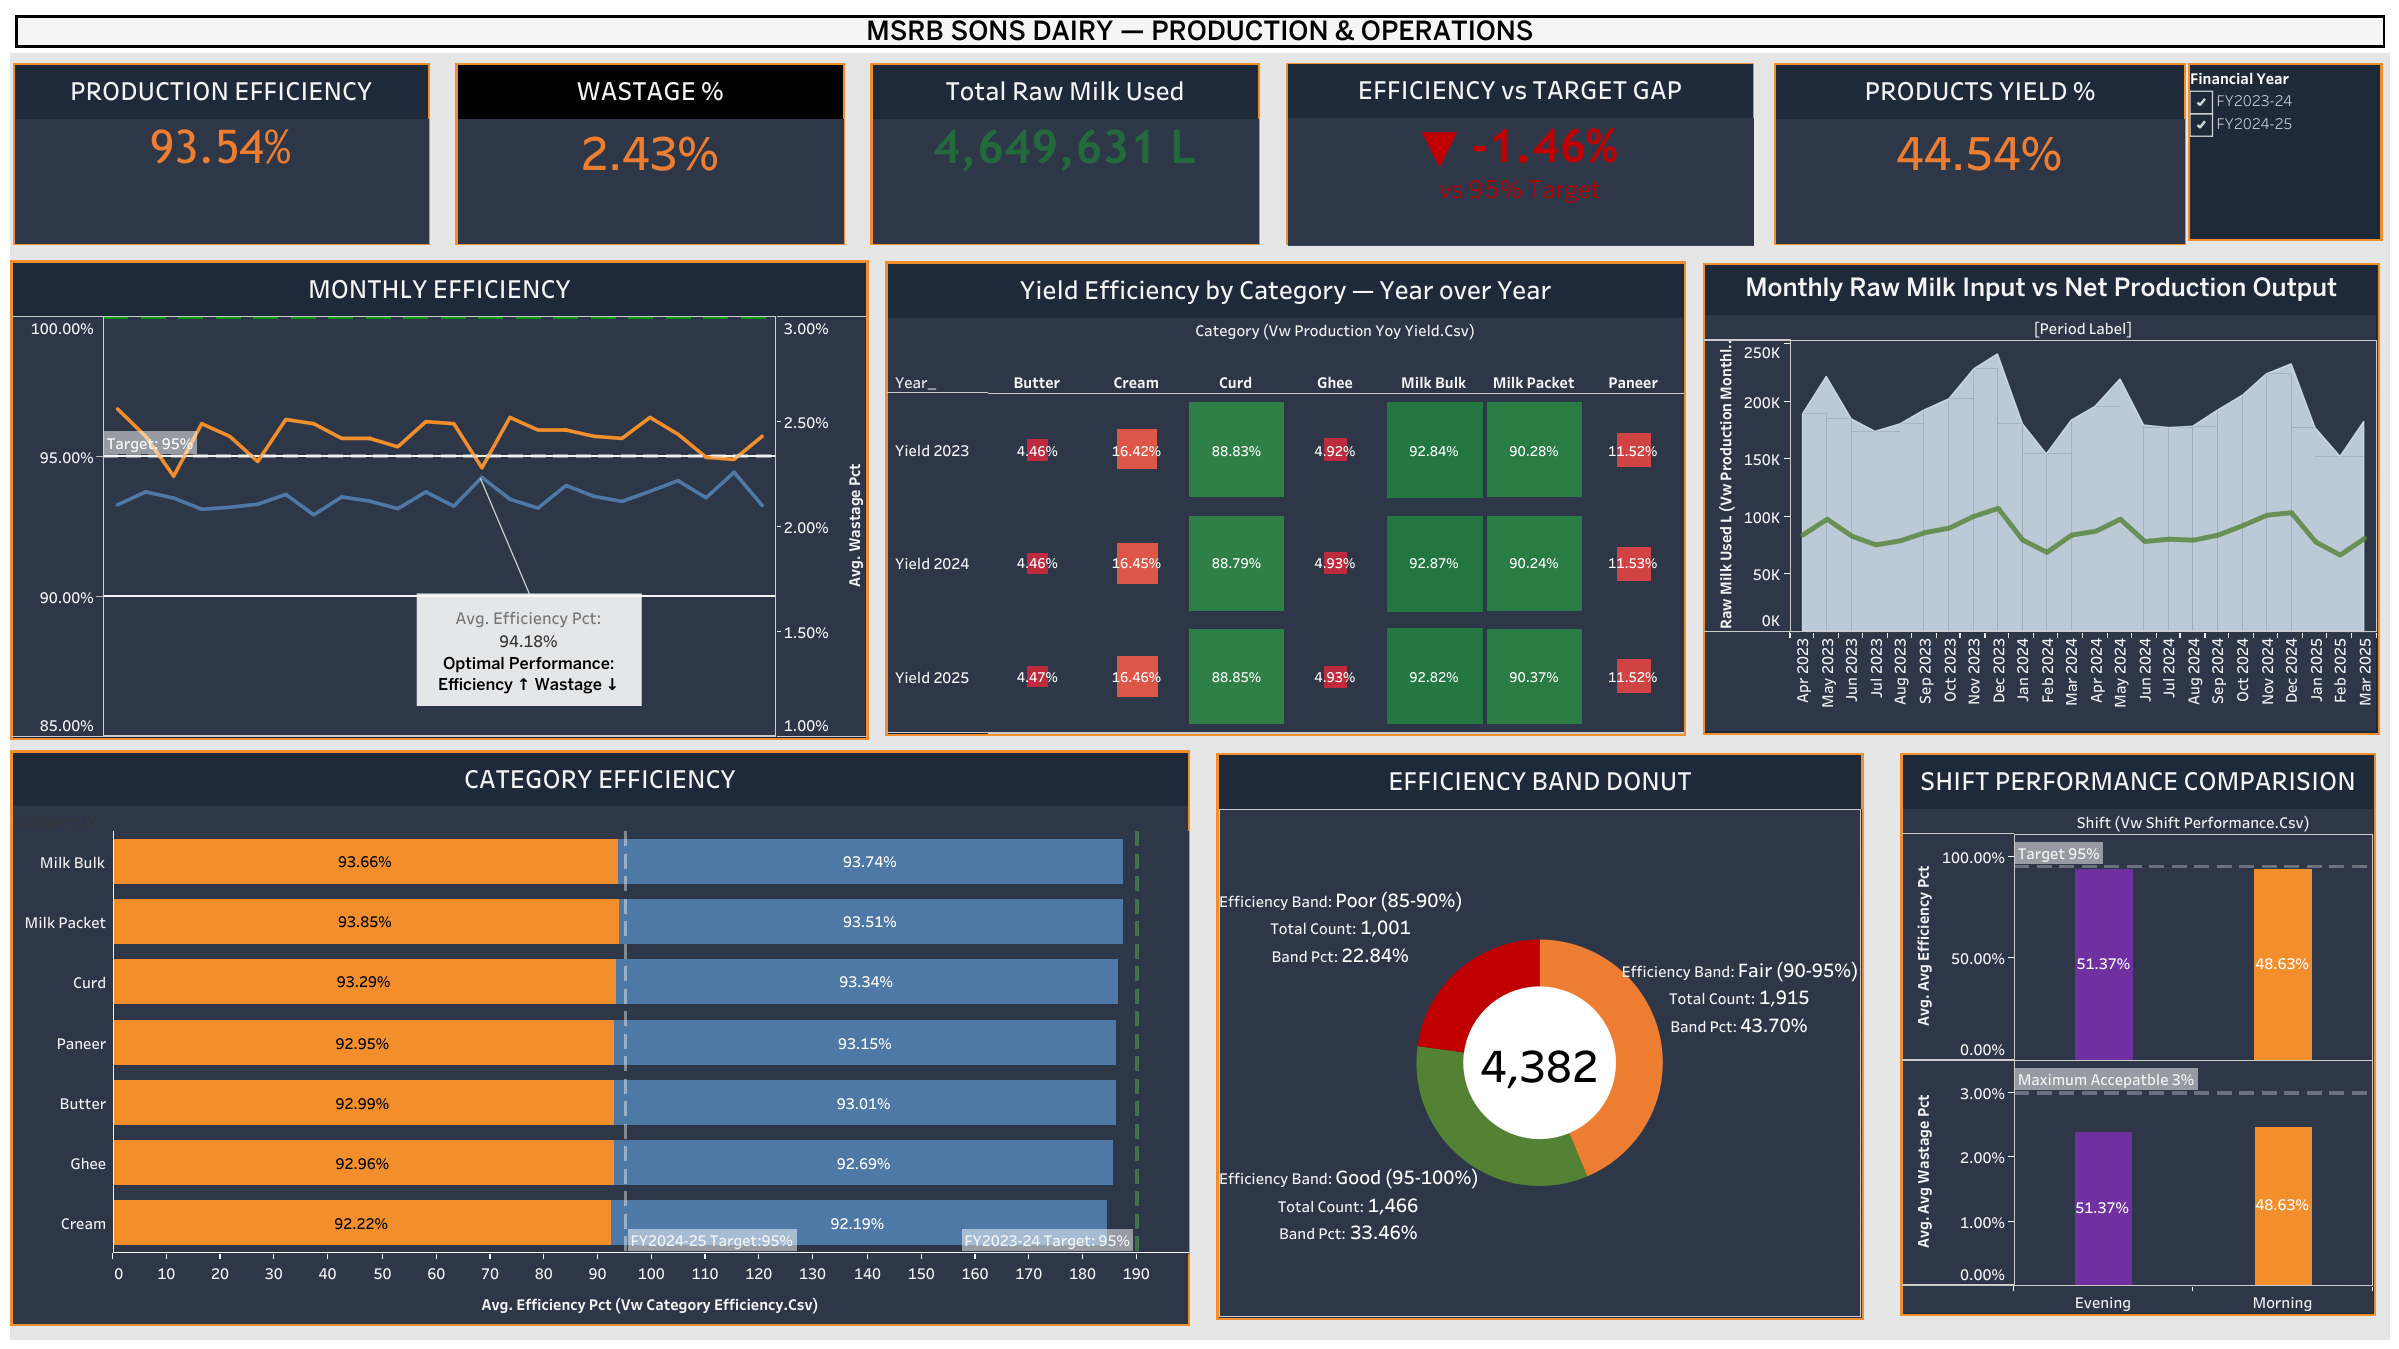 MSRB SONS DAIRY — PRODUCTION & OPERATIONS
PRODUCTION EFFICIENCY
93.54%
WASTAGE %
2.43%
Total Raw Milk Used
4,649,631 L
EFFICIENCY vs TARGET GAP
▼ -1.46%
vs 95% Target
PRODUCTS YIELD %
44.54%
Financial Year
FY2023-24
FY2024-25
MONTHLY EFFICIENCY
100.00%
95.00%
90.00%
85.00%
Target: 95%
3.00%
2.50%
2.00%
1.50%
1.00%
Avg. Wastage Pct
Avg. Efficiency Pct:
94.18%
Optimal Performance:
Efficiency ↑ Wastage ↓
Yield Efficiency by Category — Year over Year
Category (Vw Production Yoy Yield.Csv)
Year_ Butter Cream Curd Ghee Milk Bulk Milk Packet Paneer
Yield 2023 4.46% 16.42% 88.83% 4.92% 92.84% 90.28% 11.52%
Yield 2024 4.46% 16.45% 88.79% 4.93% 92.87% 90.24% 11.53%
Yield 2025 4.47% 16.46% 88.85% 4.93% 92.82% 90.37% 11.52%
Monthly Raw Milk Input vs Net Production Output
[Period Label]
Raw Milk Used L (Vw Production Monthl..
250K
200K
150K
100K
50K
0K
Apr 2023
May 2023
Jun 2023
Jul 2023
Aug 2023
Sep 2023
Oct 2023
Nov 2023
Dec 2023
Jan 2024
Feb 2024
Mar 2024
Apr 2024
May 2024
Jun 2024
Jul 2024
Aug 2024
Sep 2024
Oct 2024
Nov 2024
Dec 2024
Jan 2025
Feb 2025
Mar 2025
CATEGORY EFFICIENCY
Milk Bulk 93.66% 93.74%
Milk Packet 93.85% 93.51%
Curd 93.29% 93.34%
Paneer 92.95% 93.15%
Butter 92.99% 93.01%
Ghee 92.96% 92.69%
Cream 92.22% 92.19%
FY2024-25 Target:95% FY2023-24 Target: 95%
0 10 20 30 40 50 60 70 80 90 100 110 120 130 140 150 160 170 180 190
Avg. Efficiency Pct (Vw Category Efficiency.Csv)
EFFICIENCY BAND DONUT
Efficiency Band: Poor (85-90%)
Total Count: 1,001
Band Pct: 22.84%
Efficiency Band: Fair (90-95%)
Total Count: 1,915
Band Pct: 43.70%
4,382
Efficiency Band: Good (95-100%)
Total Count: 1,466
Band Pct: 33.46%
SHIFT PERFORMANCE COMPARISION
Shift (Vw Shift Performance.Csv)
Avg. Avg Efficiency Pct
100.00%
50.00%
0.00%
Target 95%
51.37% 48.63%
Avg. Avg Wastage Pct
3.00%
2.00%
1.00%
0.00%
Maximum Accepatble 3%
51.37% 48.63%
Evening Morning